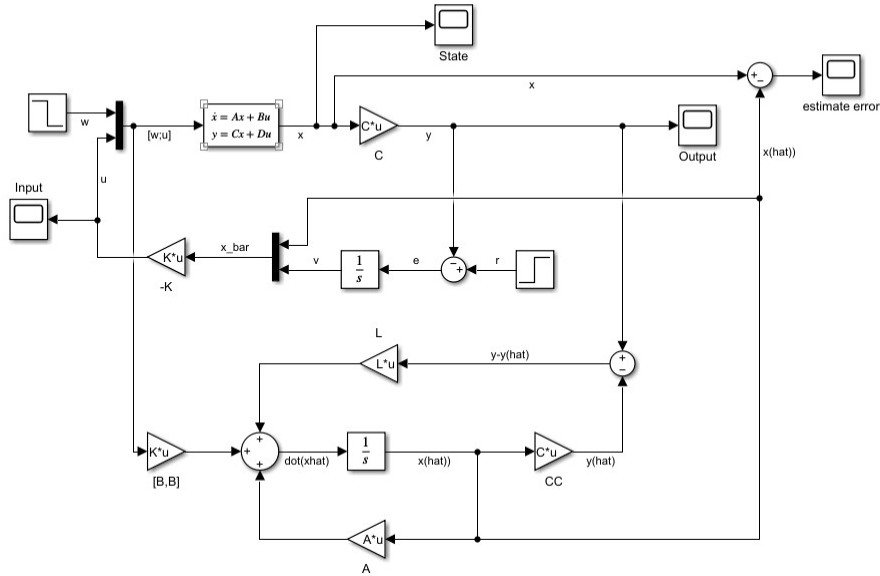 State
x
estimate error
w
[w;u]
ẋ = Ax + Bu
y = Cx + Du
x
C*u
C
y
Output
x(hat))
u
Input
K*u
-K
x_bar
v
1
s
e
r
L
L*u
y-y(hat)
K*u
[B,B]
dot(xhat)
1
s
x(hat))
C*u
CC
y(hat)
A*u
A